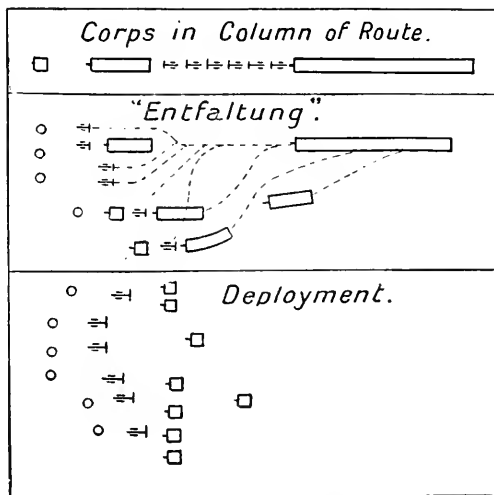 Corps in Column of Route.
"Entfaltung".
Deployment.